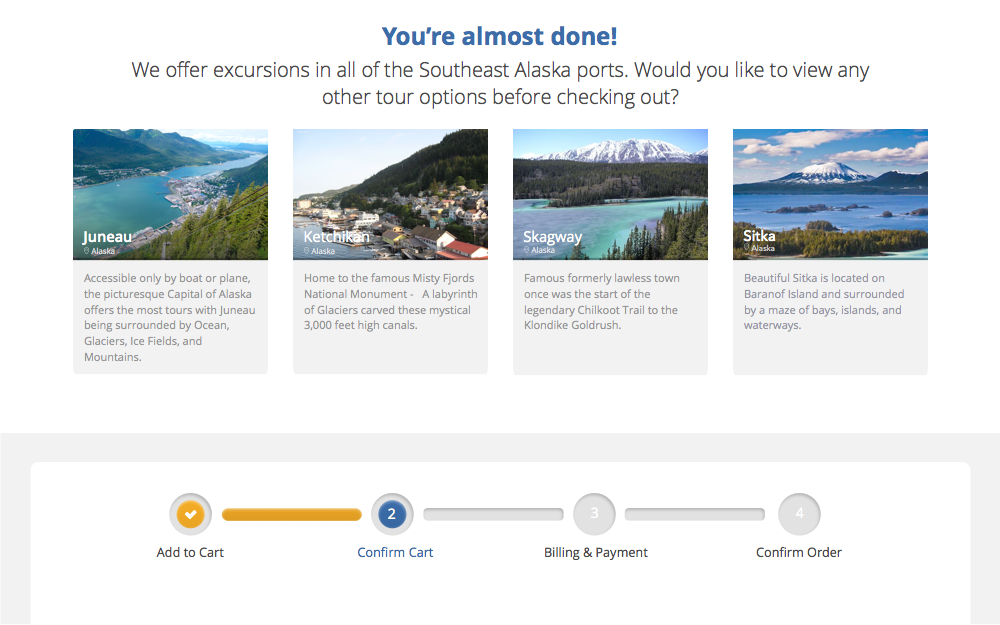 You’re almost done!
We offer excursions in all of the Southeast Alaska ports. Would you like to view any
other tour options before checking out?
Juneau
Alaska
Accessible only by boat or plane,
the picturesque Capital of Alaska
offers the most tours with Juneau
being surrounded by Ocean,
Glaciers, Ice Fields, and
Mountains.
Ketchikan
Alaska
Home to the famous Misty Fjords
National Monument -   A labyrinth
of Glaciers carved these mystical
3,000 feet high canals.
Skagway
Alaska
Famous formerly lawless town
once was the start of the
legendary Chilkoot Trail to the
Klondike Goldrush.
Sitka
Alaska
Beautiful Sitka is located on
Baranof Island and surrounded
by a maze of bays, islands, and
waterways.
2
3
4
Add to Cart
Confirm Cart
Billing & Payment
Confirm Order